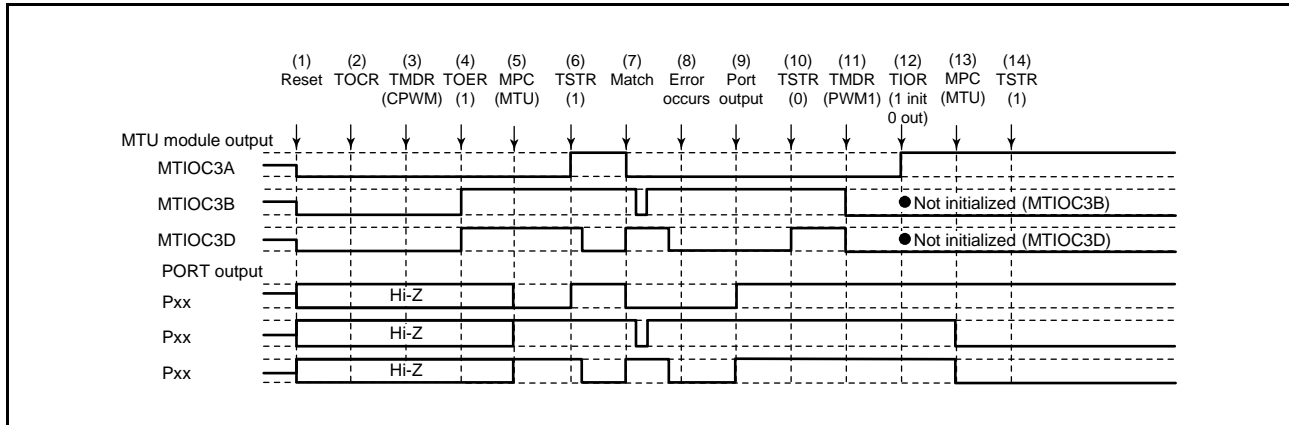 (1) (2) (3) (4) (5) (6) (7) (8) (9) (10) (11) (12) (13) (14)
Reset TOCR TMDR TOER MPC TSTR Match Error Port TSTR TMDR TIOR MPC TSTR
(CPWM) (1) (MTU) (1) occurs output (0) (PWM1) (1 init (MTU) (1)
0 out)
MTU module output
MTIOC3A
MTIOC3B
●Not initialized (MTIOC3B)
MTIOC3D
●Not initialized (MTIOC3D)
PORT output
Pxx
Hi-Z
Pxx
Hi-Z
Pxx
Hi-Z